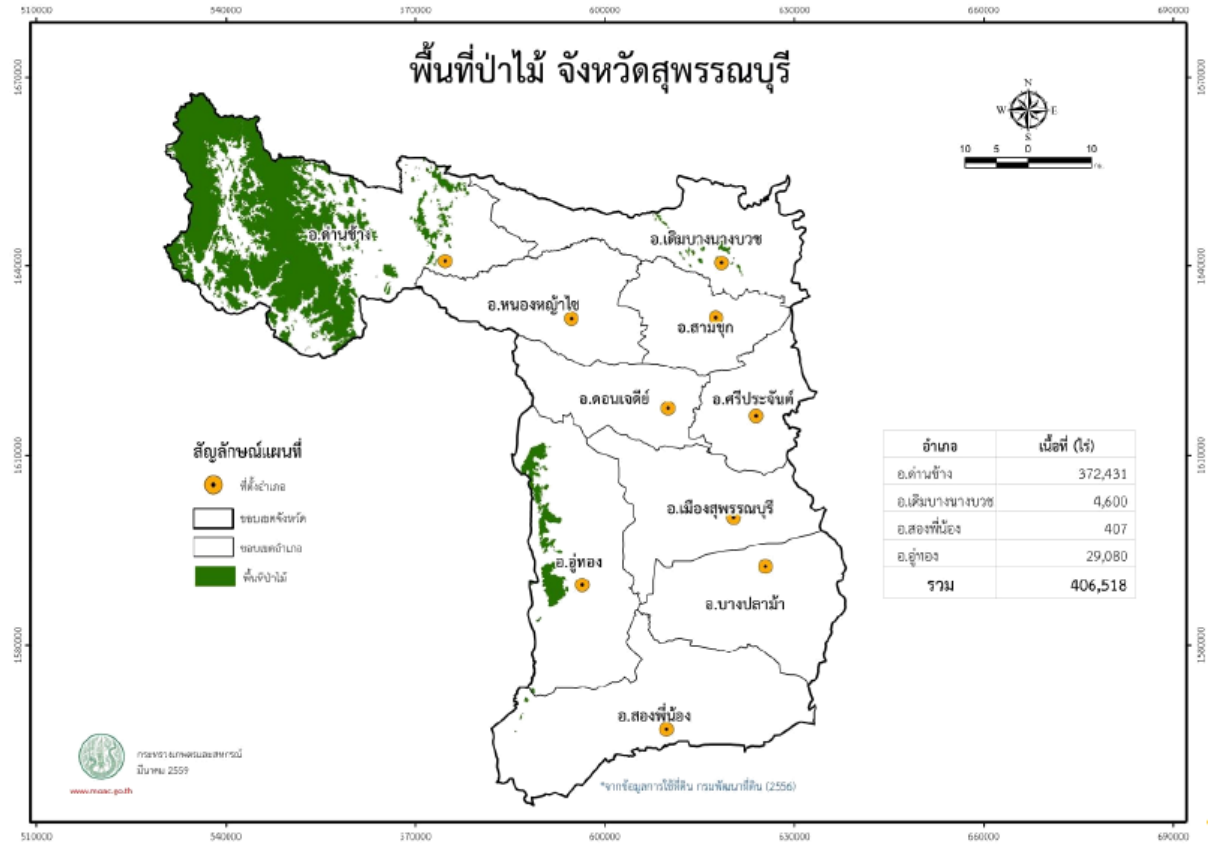 510000 540000 570000 600000 630000 660000 690000
พื้นที่ป่าไม้ จังหวัดสุพรรณบุรี
1670000 1670000
N
W E
S
10 5 0 10
กม.
อ.ด่านช้าง
อ.เดิมบางนางบวช
1640000 1640000
อ.หนองหญ้าไซ
อ.สามชุก
อ.ดอนเจดีย์
อ.ศรีประจันต์
สัญลักษณ์แผนที่
ที่ตั้งอำเภอ
ขอบเขตจังหวัด
ขอบเขตอำเภอ
พื้นที่ป่าไม้
1610000 1610000
อำเภอ เนื้อที่ (ไร่)
อ.ด่านช้าง 372,431
อ.เดิมบางนางบวช 4,600
อ.สองพี่น้อง 407
อ.อู่ทอง 29,080
รวม 406,518
อ.เมืองสุพรรณบุรี
อ.อู่ทอง
อ.บางปลาม้า
1580000 1580000
อ.สองพี่น้อง
กระทรวงเกษตรและสหกรณ์
มีนาคม 2559
www.moac.go.th
*จากข้อมูลการใช้ที่ดิน กรมพัฒนาที่ดิน (2556)
510000 540000 570000 600000 630000 660000 690000